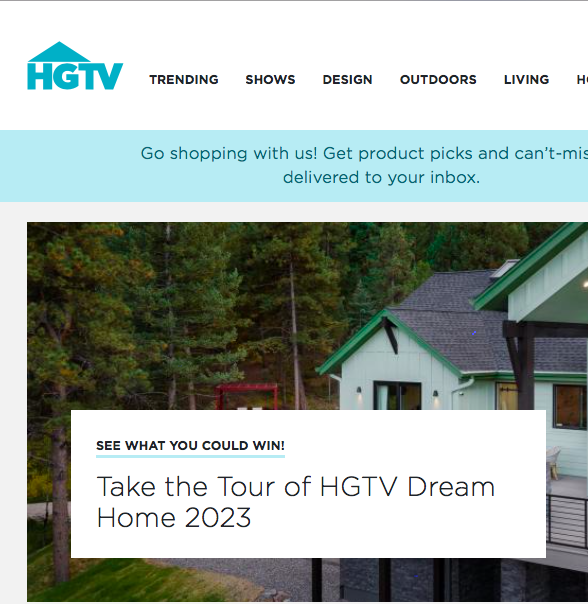 HGTV
TRENDING SHOWS DESIGN OUTDOORS LIVING
Go shopping with us! Get product picks and can't-mis
delivered to your inbox.
SEE WHAT YOU COULD WIN!
Take the Tour of HGTV Dream
Home 2023